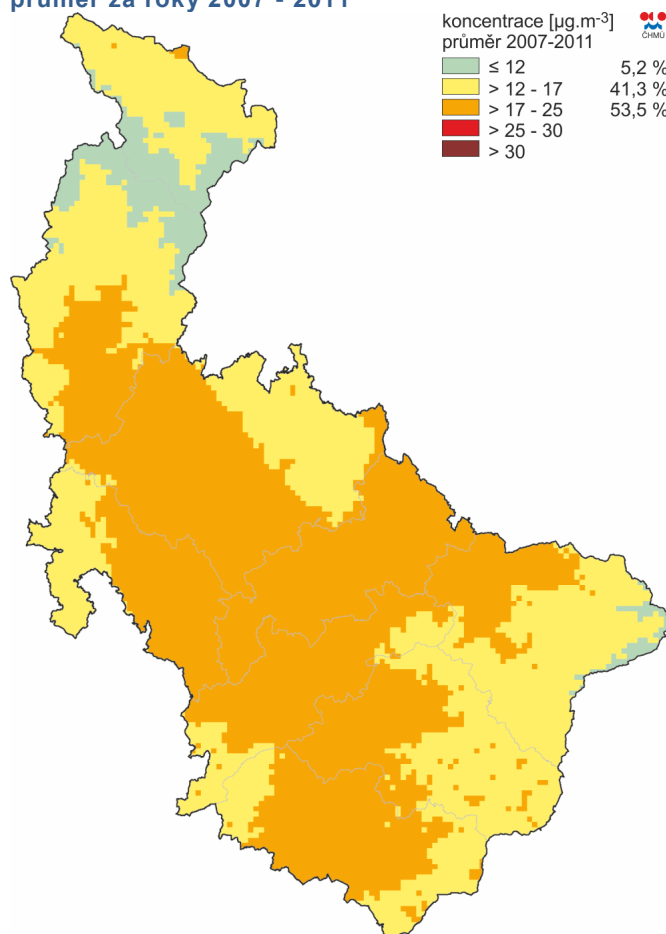 průměr za roky 2007 - 2011
koncentrace [µg.m-3]
ČHMÚ
průměr 2007-2011
≤ 12 5,2 %
> 12 - 17 41,3 %
> 17 - 25 53,5 %
> 25 - 30
> 30